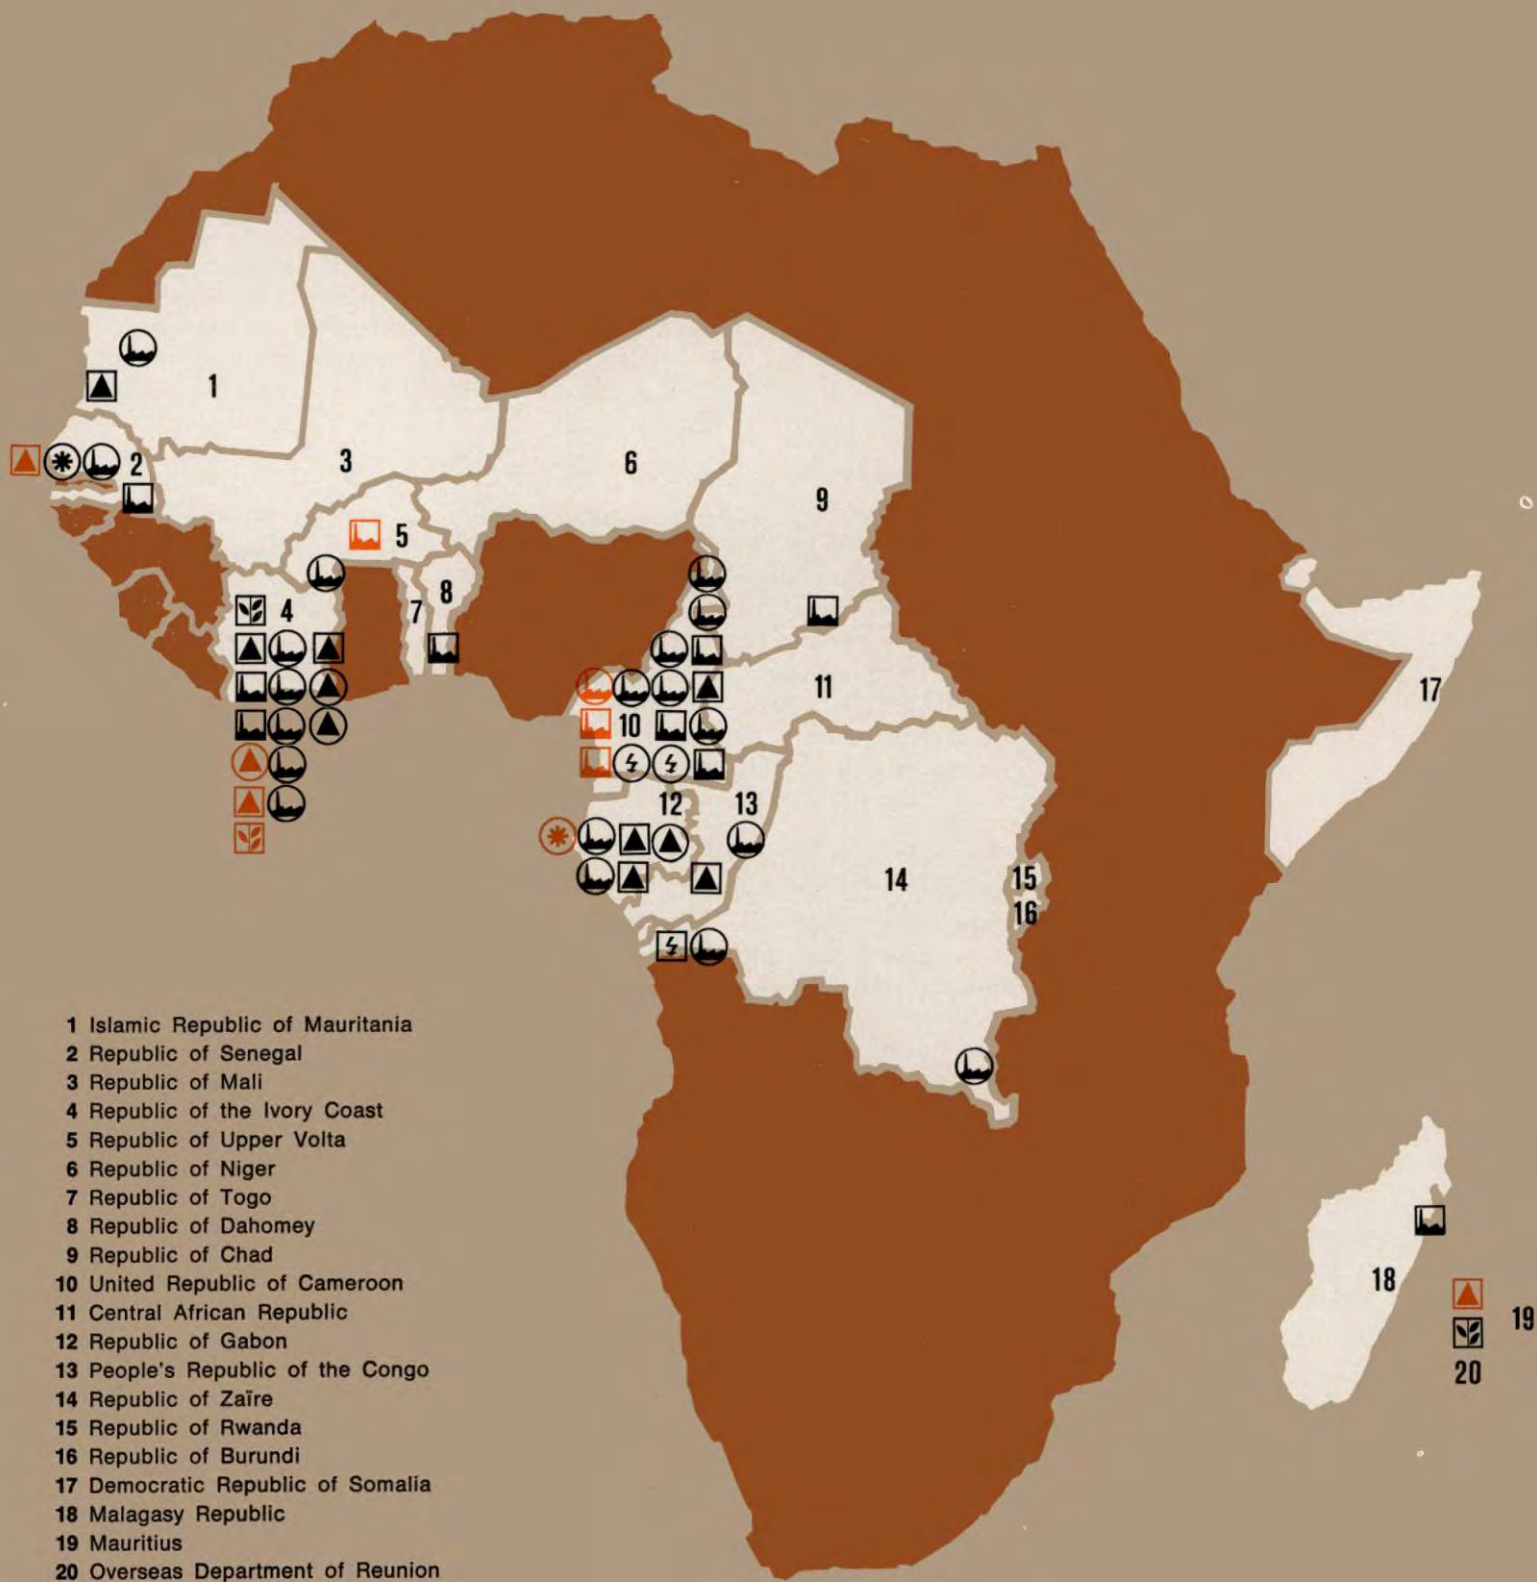 1
2
3
6
9
5
8
4
7
11
17
10
12
13
14
15
16
18
19
20
1 Islamic Republic of Mauritania
2 Republic of Senegal
3 Republic of Mali
4 Republic of the Ivory Coast
5 Republic of Upper Volta
6 Republic of Niger
7 Republic of Togo
8 Republic of Dahomey
9 Republic of Chad
10 United Republic of Cameroon
11 Central African Republic
12 Republic of Gabon
13 People's Republic of the Congo
14 Republic of Zaïre
15 Republic of Rwanda
16 Republic of Burundi
17 Democratic Republic of Somalia
18 Malagasy Republic
19 Mauritius
20 Overseas Department of Reunion